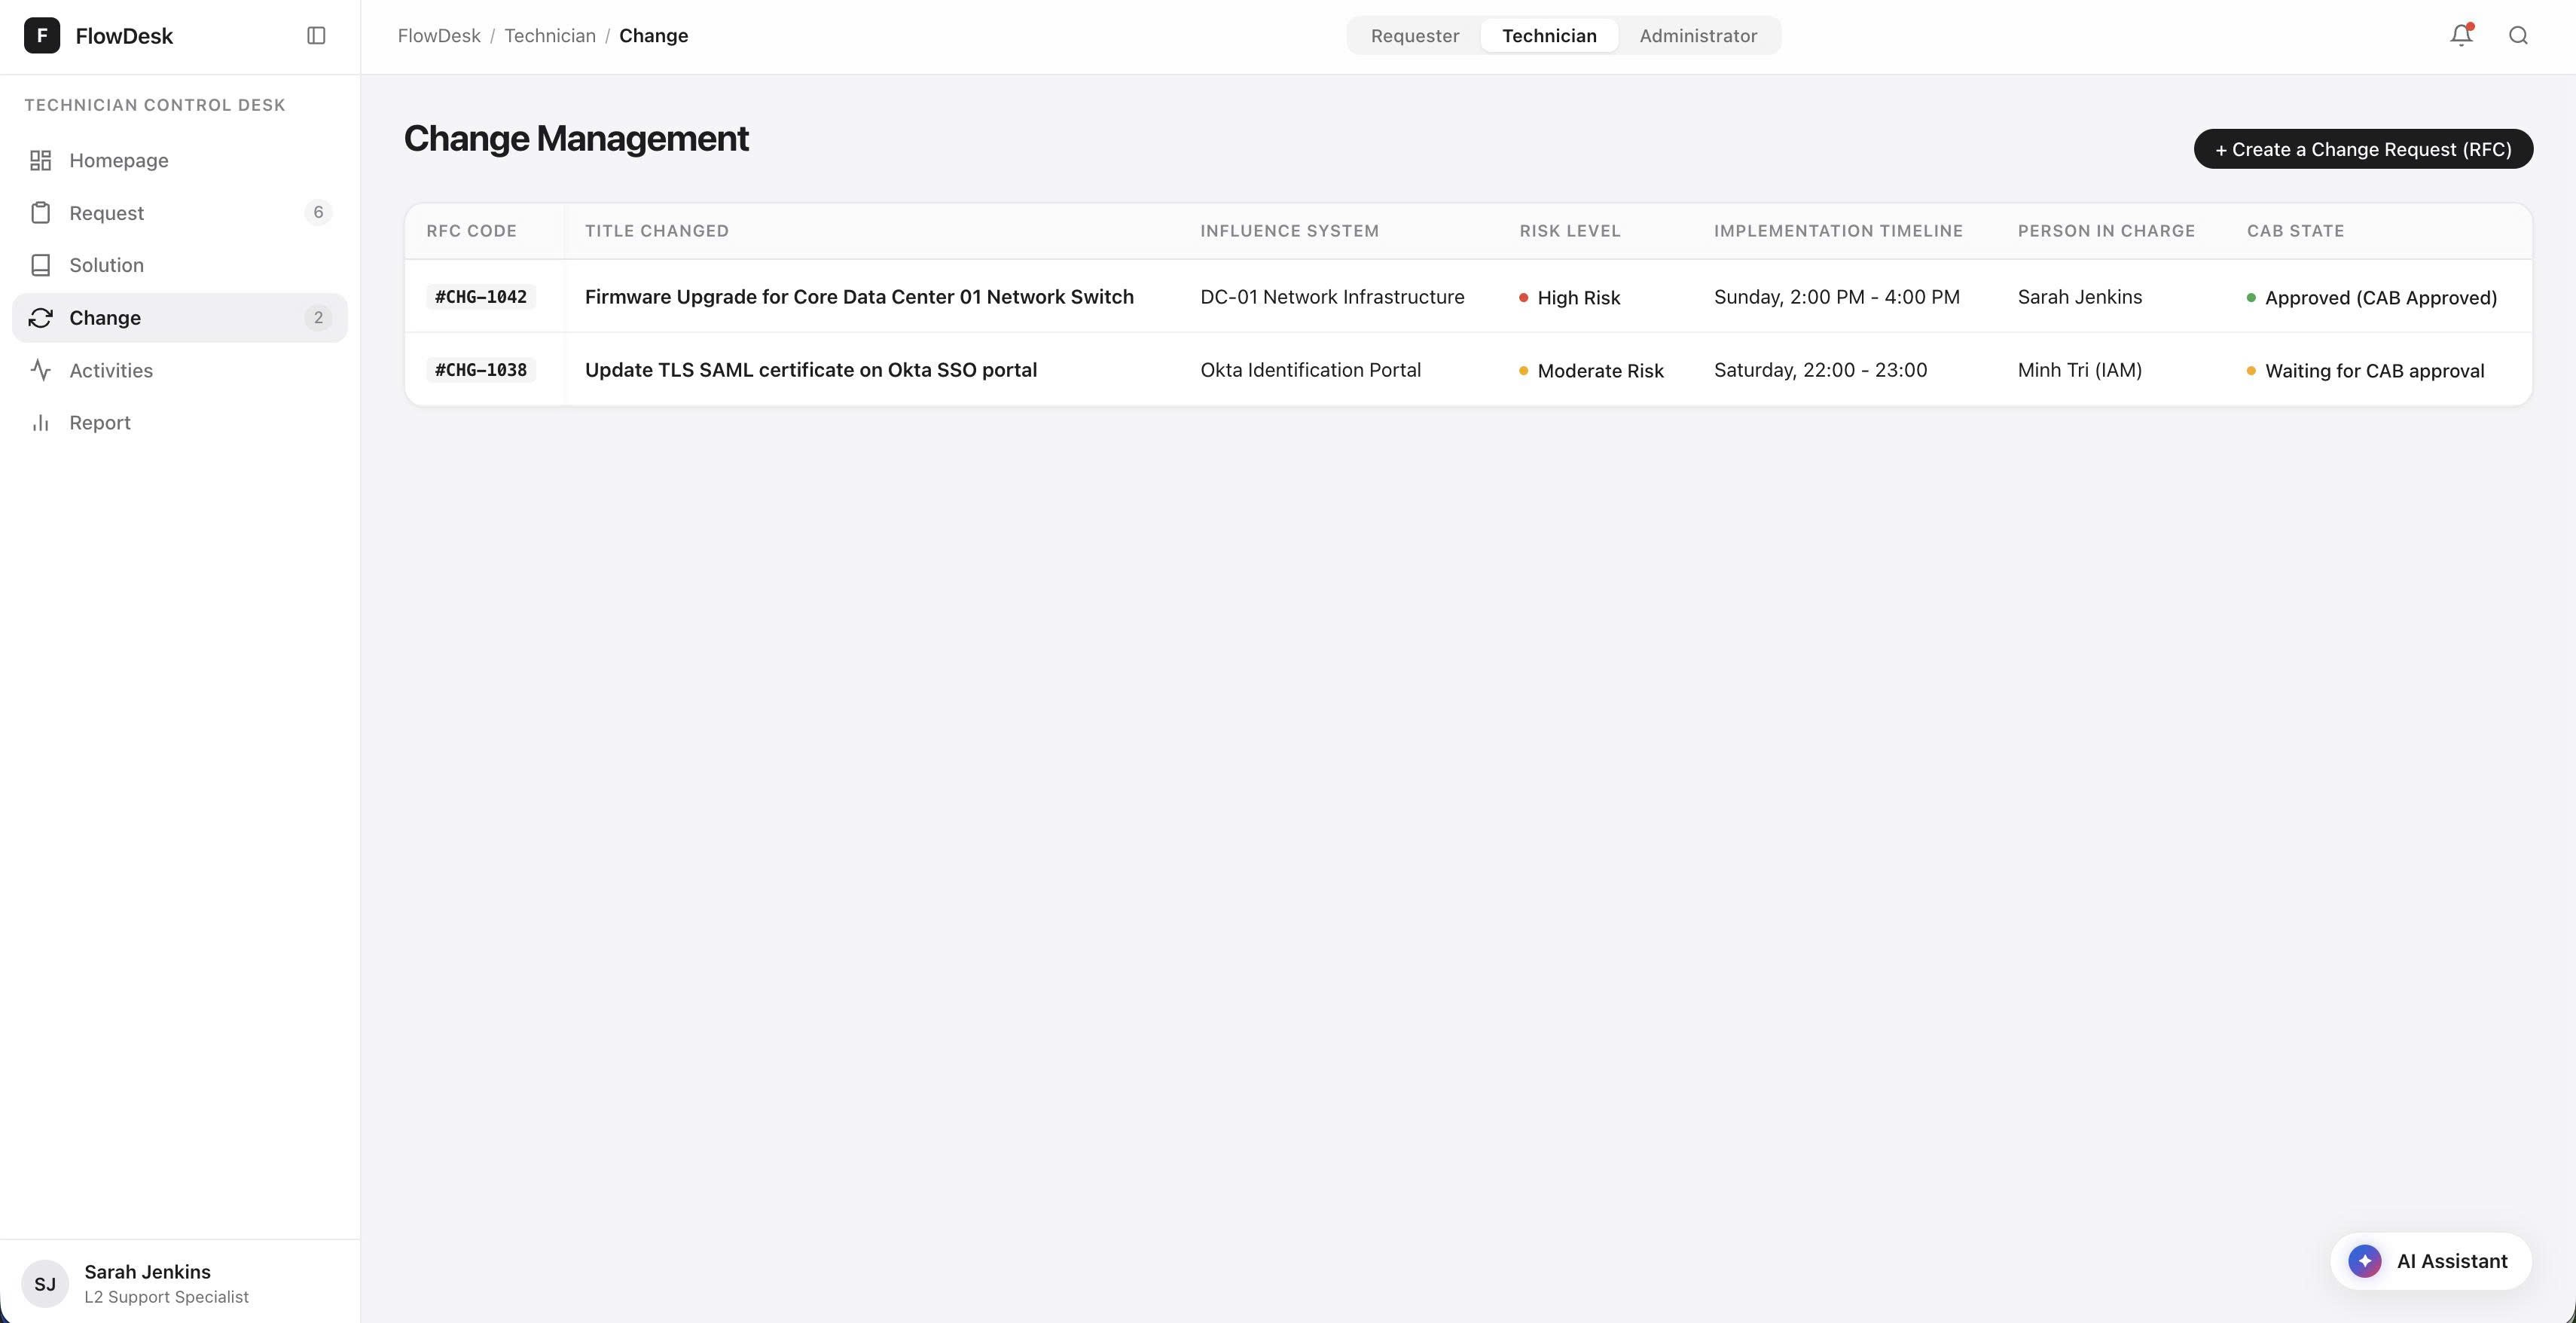 F FlowDesk
FlowDesk / Technician / Change
Requester Technician Administrator
TECHNICIAN CONTROL DESK
Homepage
Request 6
Solution
Change 2
Activities
Report
Change Management
+ Create a Change Request (RFC)
RFC CODE TITLE CHANGED INFLUENCE SYSTEM RISK LEVEL IMPLEMENTATION TIMELINE PERSON IN CHARGE CAB STATE
#CHG-1042 Firmware Upgrade for Core Data Center 01 Network Switch DC-01 Network Infrastructure High Risk Sunday, 2:00 PM - 4:00 PM Sarah Jenkins Approved (CAB Approved)
#CHG-1038 Update TLS SAML certificate on Okta SSO portal Okta Identification Portal Moderate Risk Saturday, 22:00 - 23:00 Minh Tri (IAM) Waiting for CAB approval
SJ Sarah Jenkins
L2 Support Specialist
AI Assistant